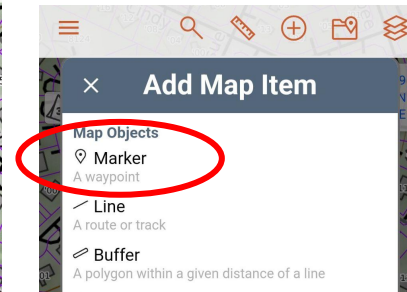 Add Map Item
Map Objects
Marker
A waypoint
Line
A route or track
Buffer
A polygon within a given distance of a line